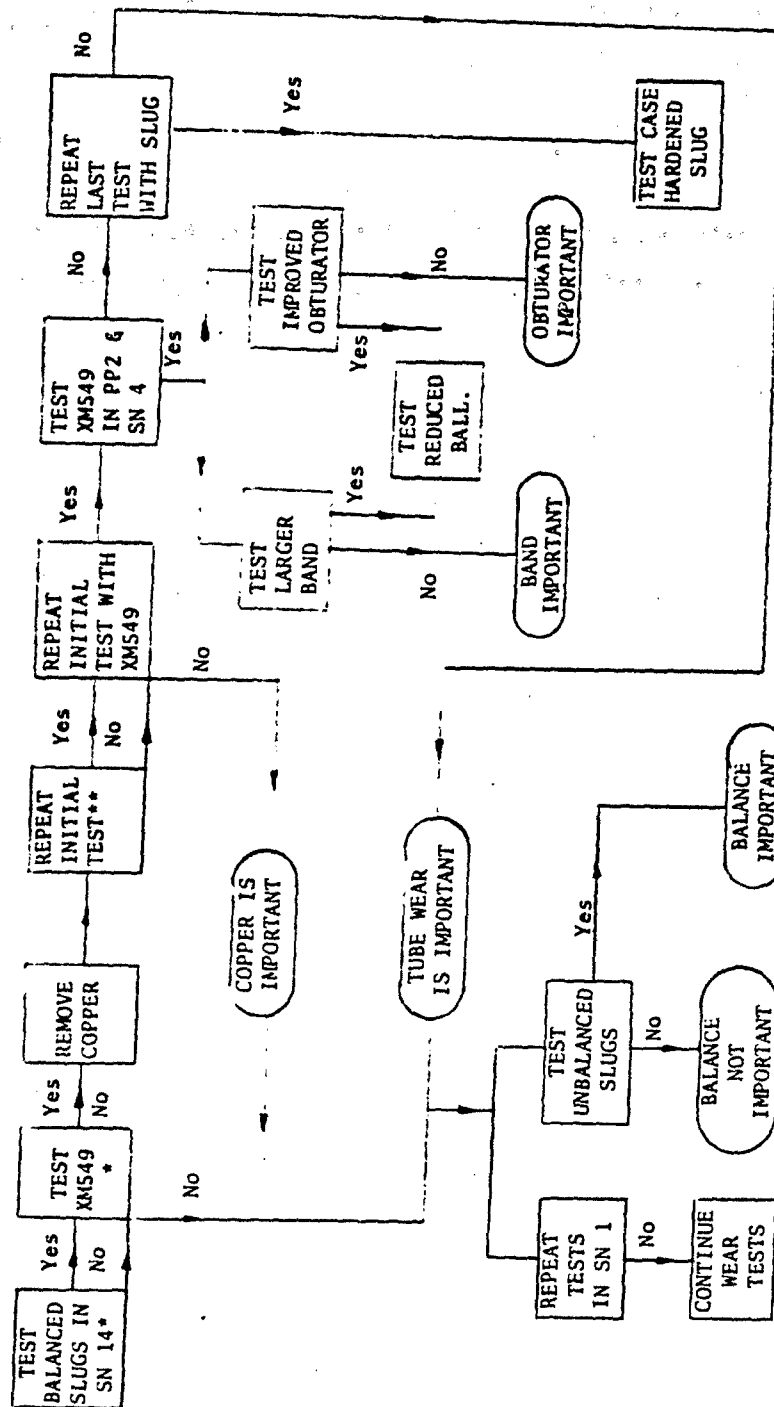 TEST
BALANCED
SLUGS IN
SN 14*
Yes
No
TEST
XM549
*
Yes
No
No
REMOVE
COPPER
REPEAT
INITIAL
TEST**
Yes
No
REPEAT
INITIAL
TEST WITH
XM549
Yes
No
TEST
XM549
IN PP2 &
SN 4
No
Yes
REPEAT
LAST
TEST
WITH SLUG
No
Yes
TEST CASE
HARDENED
SLUG
TEST
LARGER
BAND
Yes
No
TEST
IMPROVED
OBTURATOR
Yes
No
TEST
REDUCED
BALL.
BAND
IMPORTANT
OBTURATOR
IMPORTANT
COPPER IS
IMPORTANT
TUBE WEAR
IS IMPORTANT
REPEAT
TESTS
IN SN 1
No
CONTINUE
WEAR
TESTS
TEST
UNBALANCED
SLUGS
Yes
No
BALANCE
NOT
IMPORTANT
BALANCE
IMPORTANT